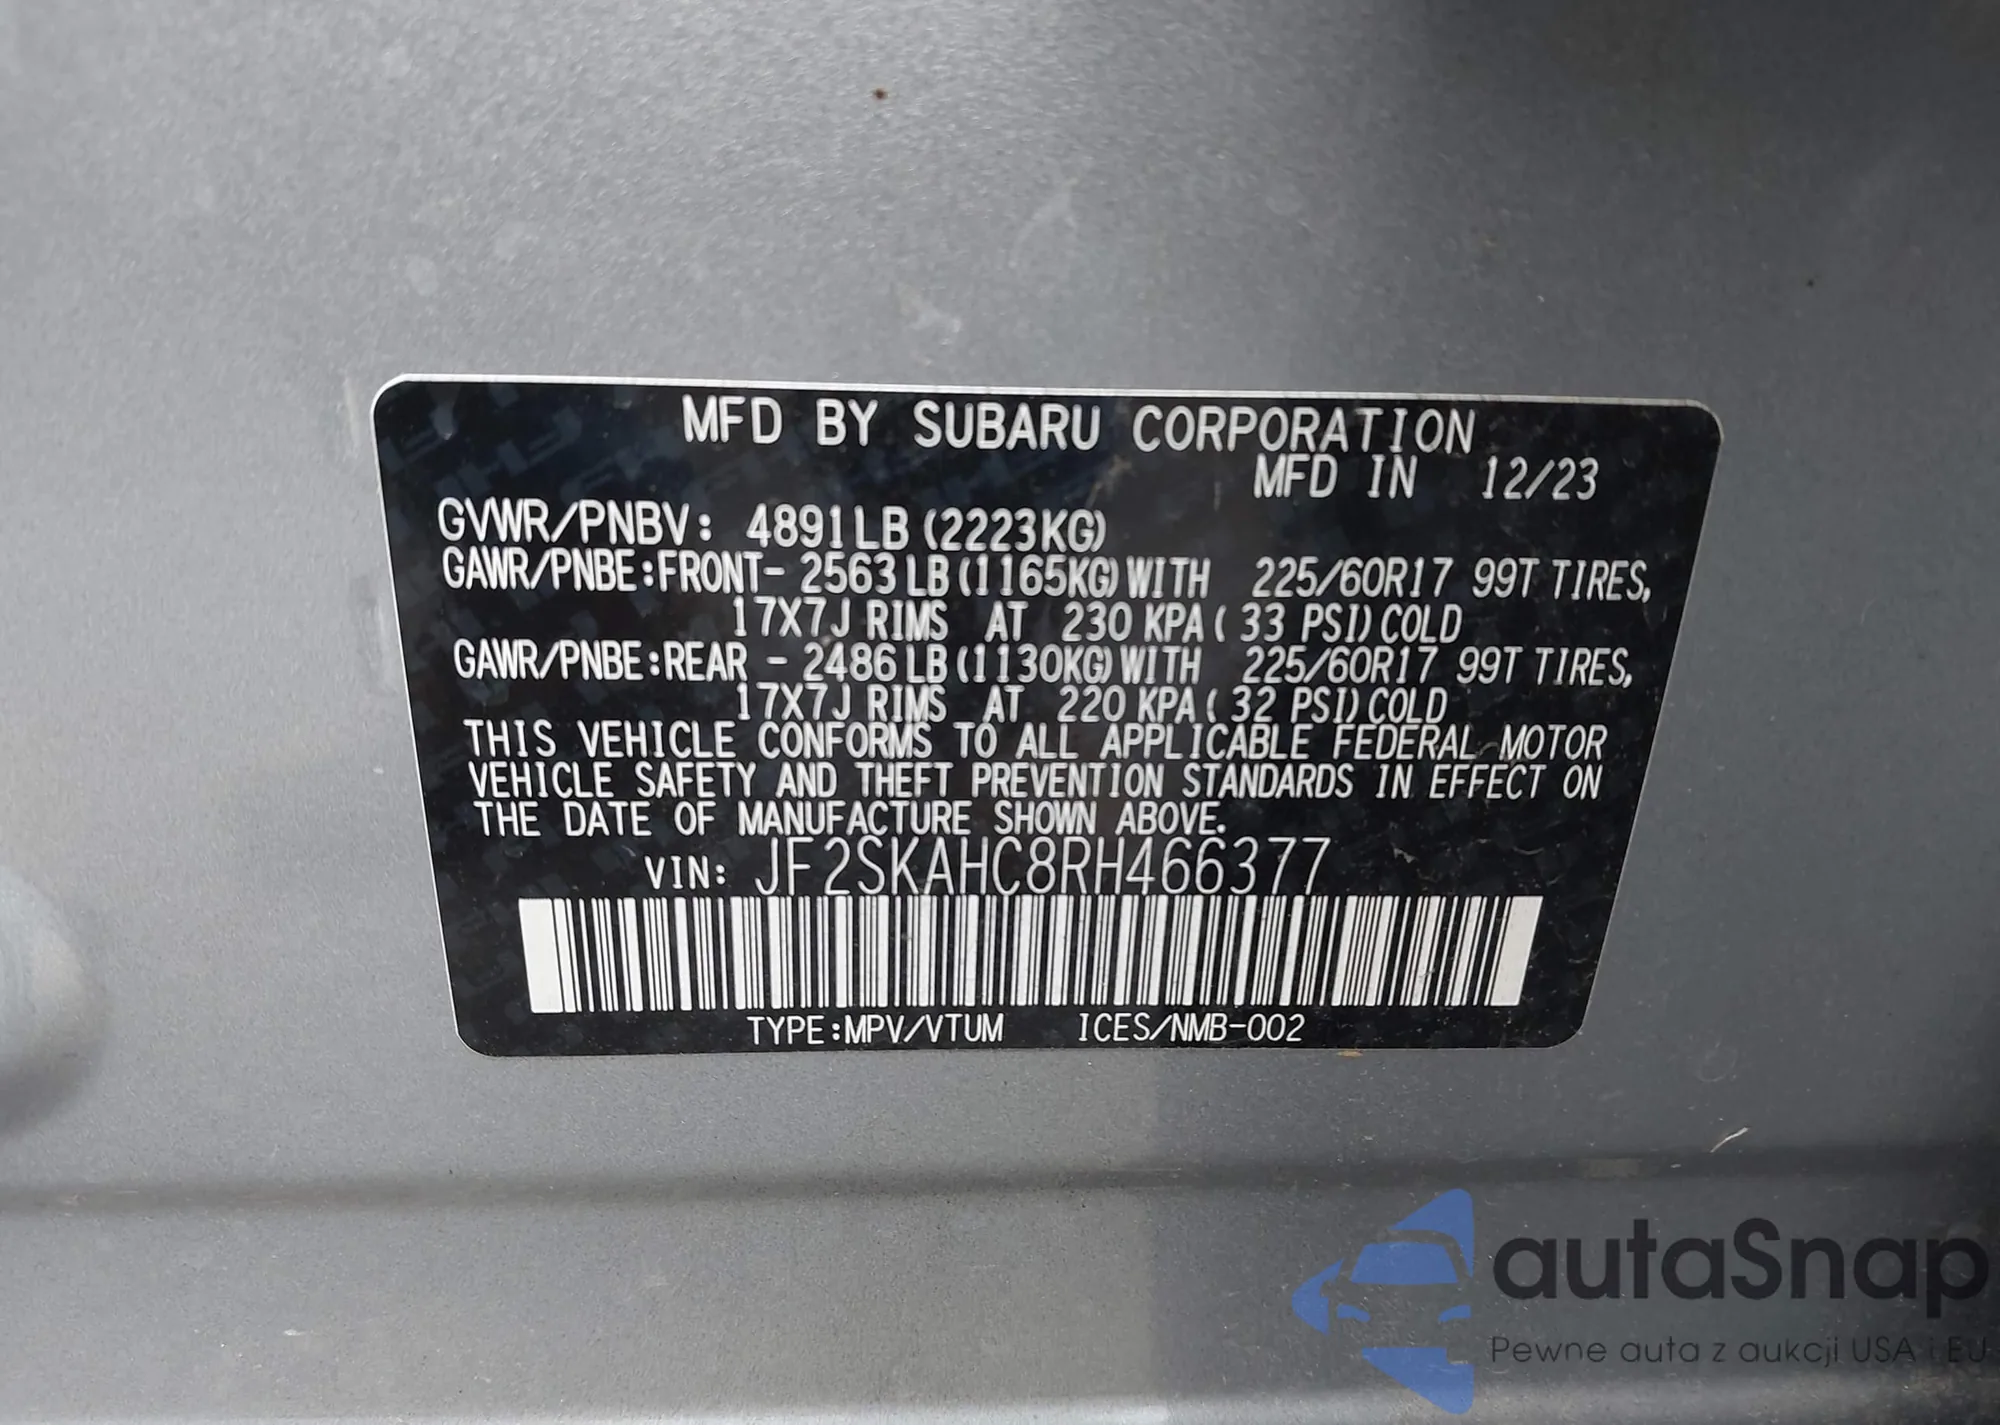 MFD BY SUBARU CORPORATION
MFD IN 12/23
GVWR/PNBV: 4891LB (2223KG)
GAWR/PNBE:FRONT- 2563 LB (1165KG) WITH 225/60R17 99T TIRES,
17X7J RIMS AT 230 KPA ( 33 PSI) COLD
GAWR/PNBE:REAR - 2486 LB (1130KG) WITH 225/60R17 99T TIRES,
17X7J RIMS AT 220 KPA ( 32 PSI) COLD
THIS VEHICLE CONFORMS TO ALL APPLICABLE FEDERAL MOTOR
VEHICLE SAFETY AND THEFT PREVENTION STANDARDS IN EFFECT ON
THE DATE OF MANUFACTURE SHOWN ABOVE.
VIN: JF2SKAHC8RH466377
TYPE:MPV/VTUM ICES/NMB-002
autaSnap
Pewne auta z aukcji USA i EU